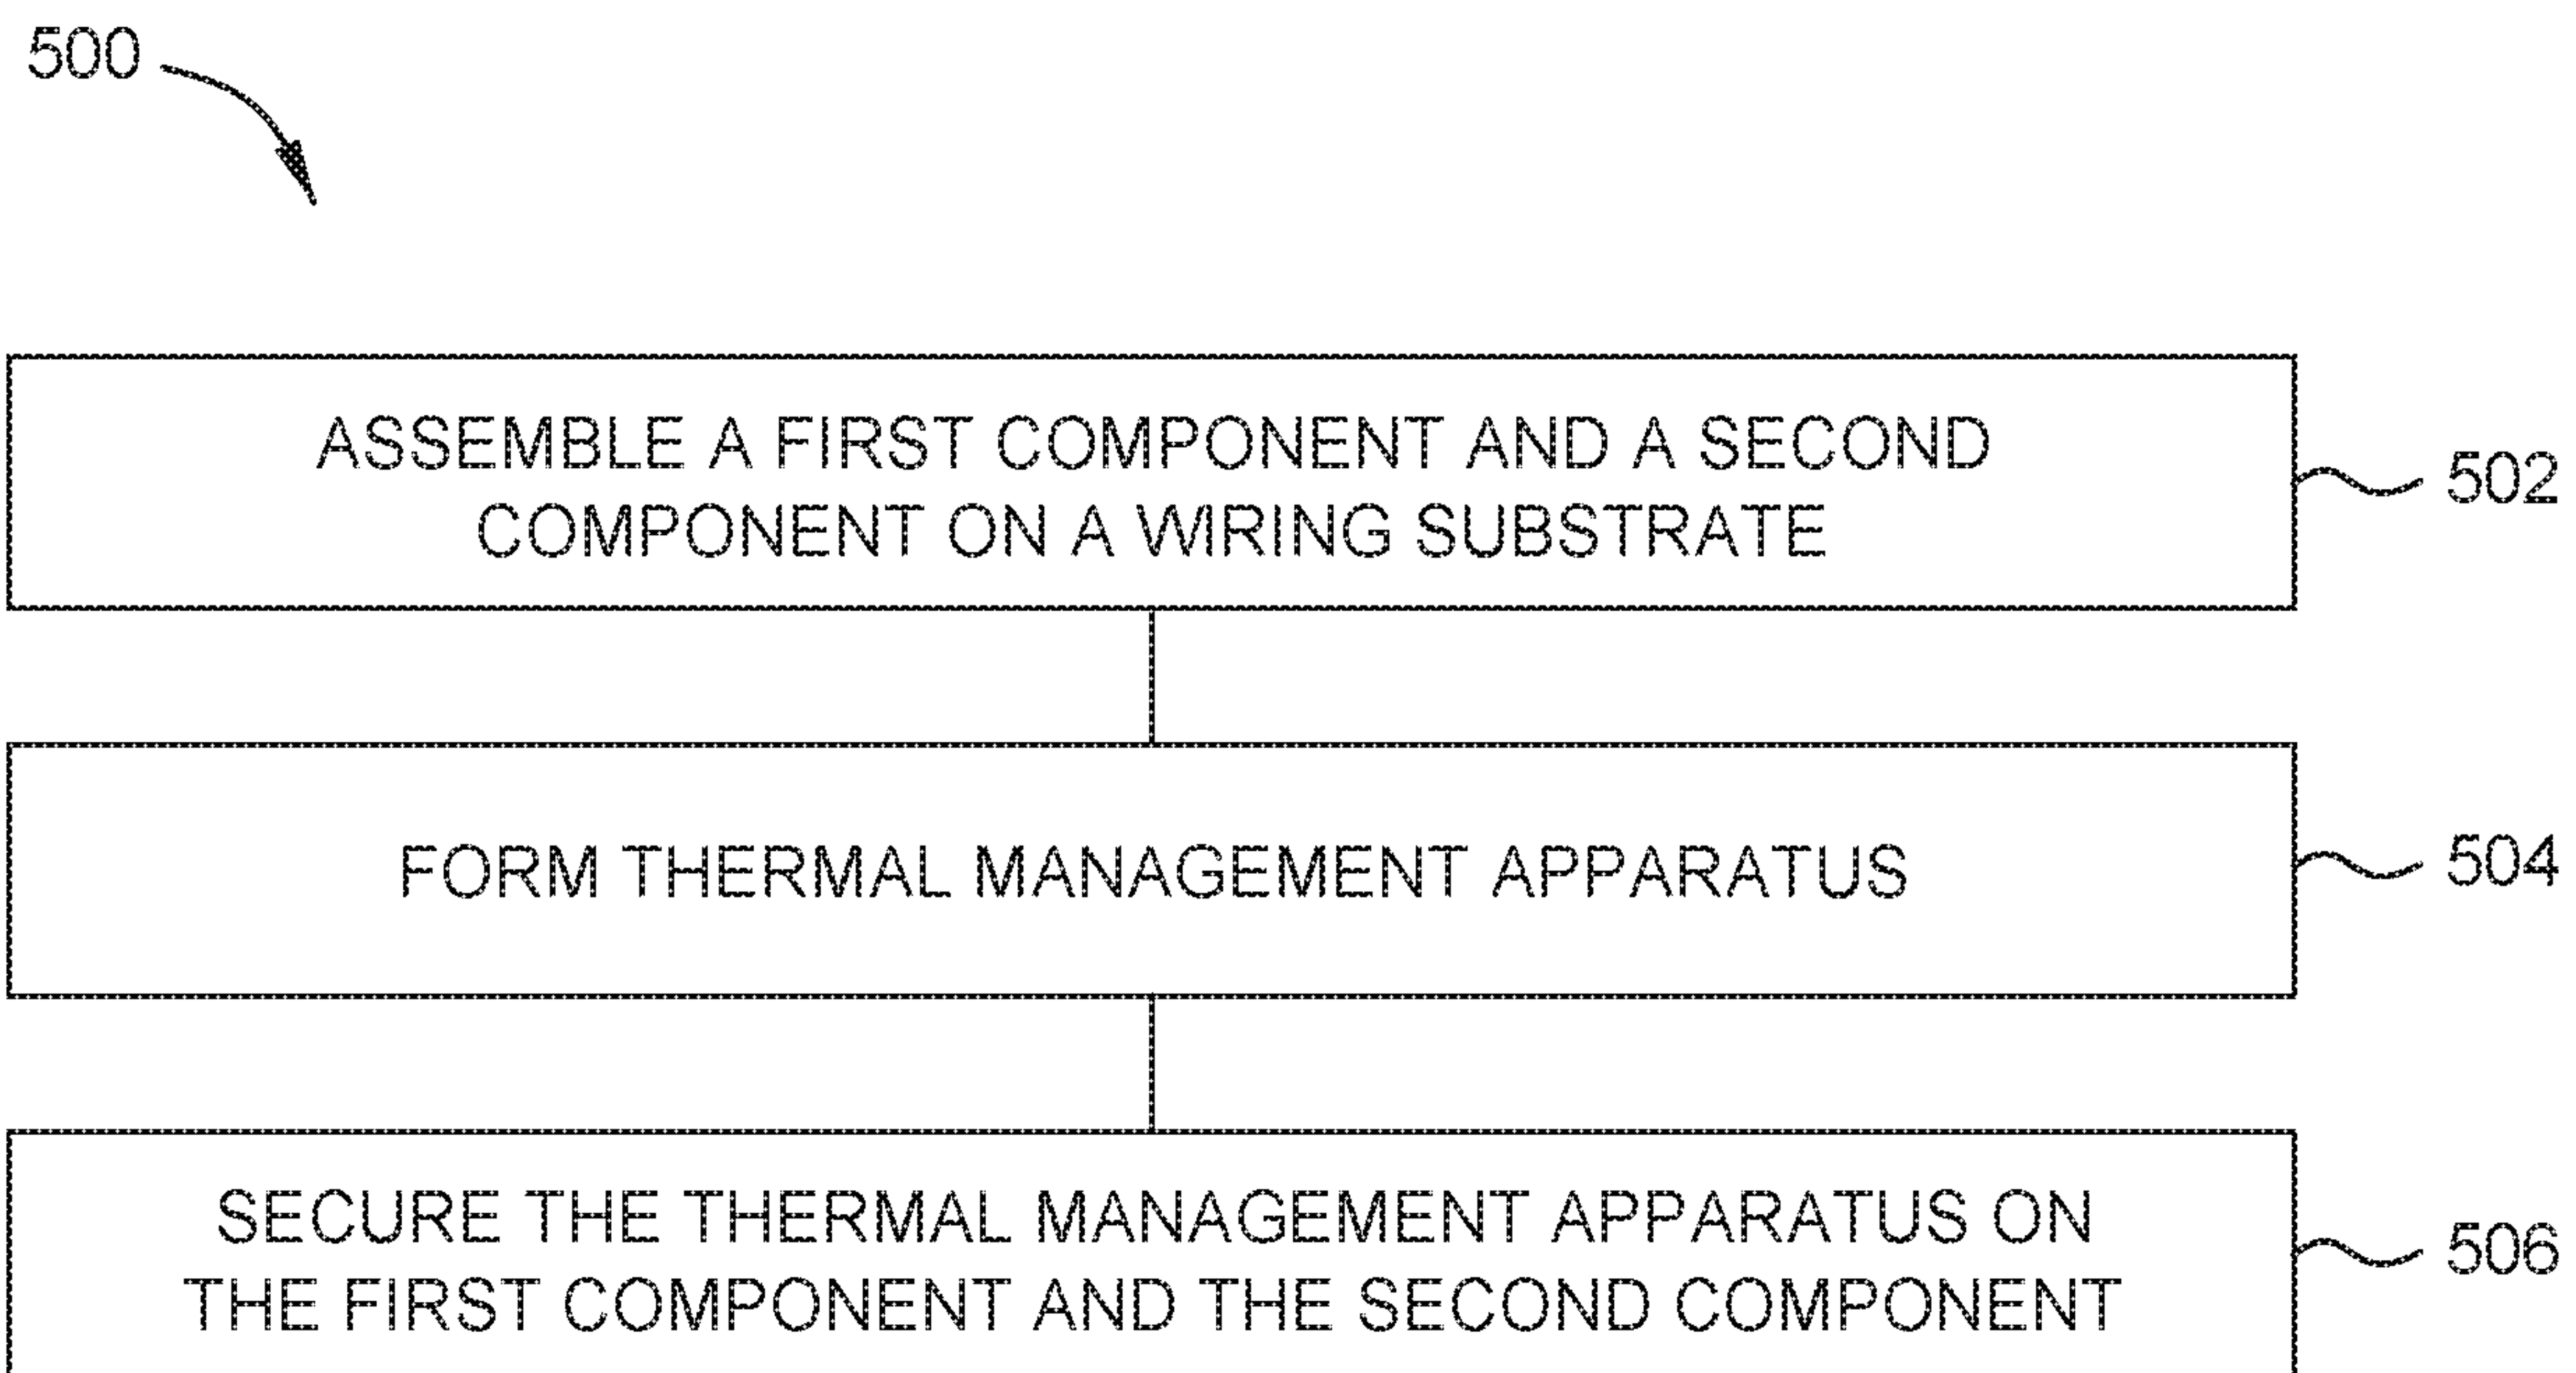 500
ASSEMBLE A FIRST COMPONENT AND A SECOND
COMPONENT ON A WIRING SUBSTRATE
502
FORM THERMAL MANAGEMENT APPARATUS
504
SECURE THE THERMAL MANAGEMENT APPARATUS ON
THE FIRST COMPONENT AND THE SECOND COMPONENT
506